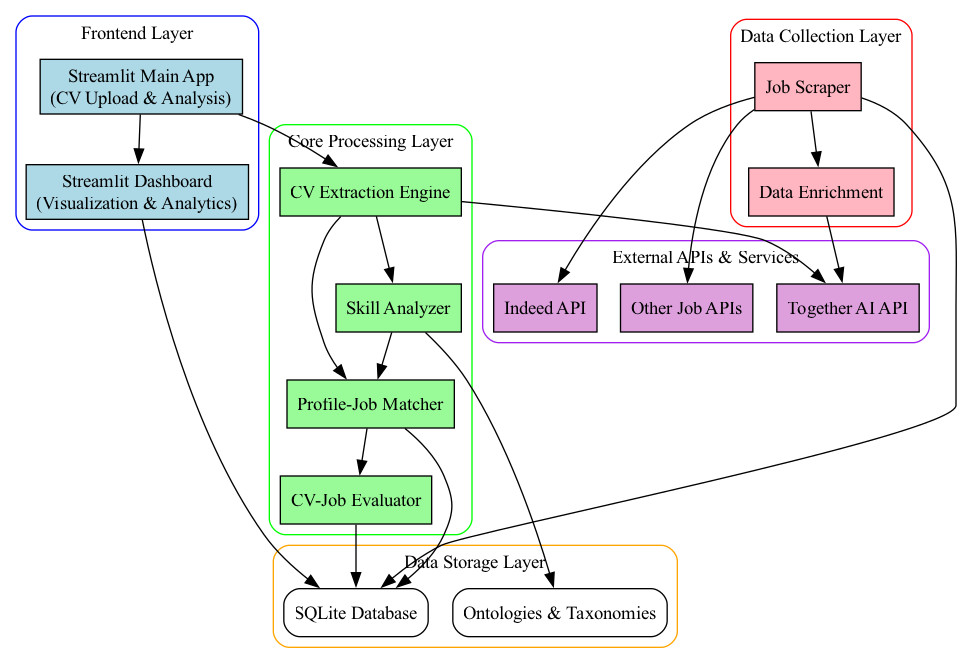 Frontend Layer
Streamlit Main App
(CV Upload & Analysis)
Streamlit Dashboard
(Visualization & Analytics)
Core Processing Layer
CV Extraction Engine
Skill Analyzer
Profile-Job Matcher
CV-Job Evaluator
Data Collection Layer
Job Scraper
Data Enrichment
External APIs & Services
Indeed API
Other Job APIs
Together AI API
Data Storage Layer
SQLite Database
Ontologies & Taxonomies